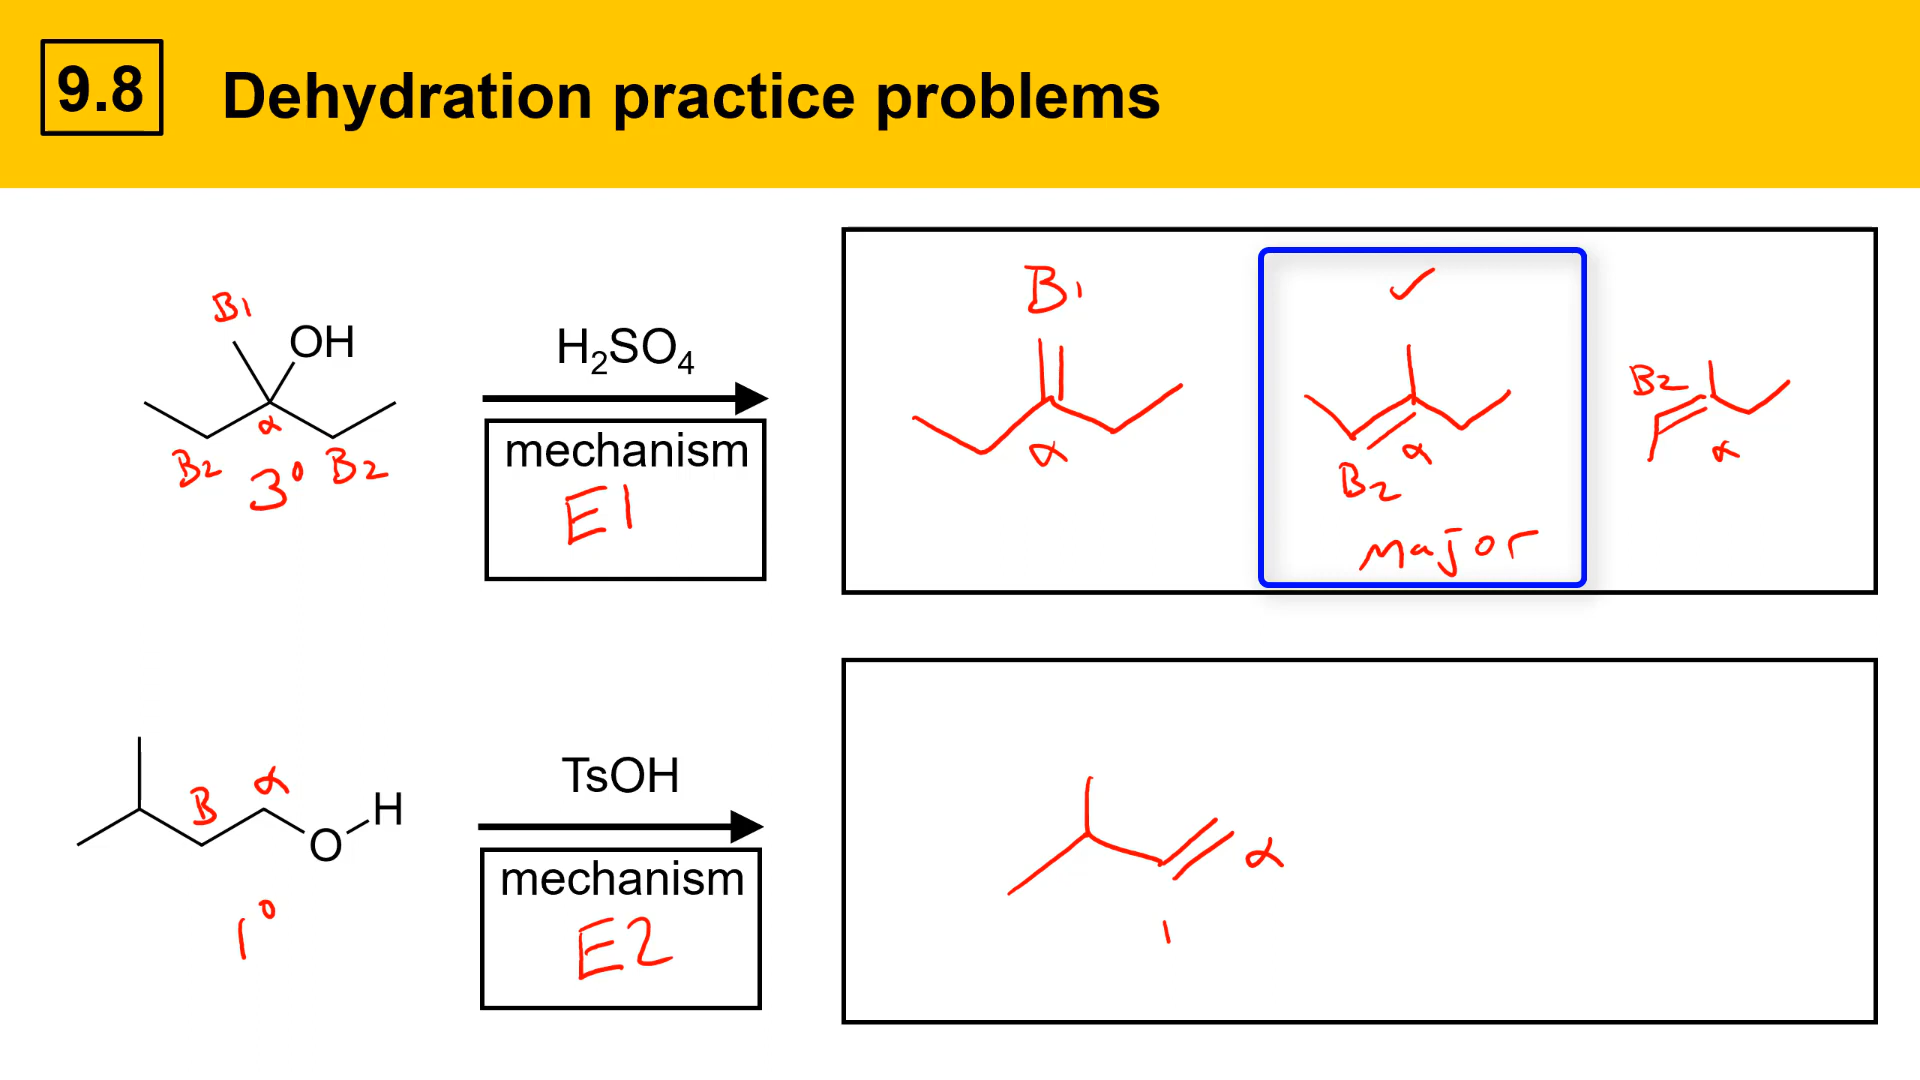 9.8
Dehydration practice problems
B1
OH
α
B2
3°
B2
H₂SO₄
mechanism
E1
B1
α
✓
B2
α
Major
B2
α
B
α
H
O
1°
TsOH
mechanism
E2
α